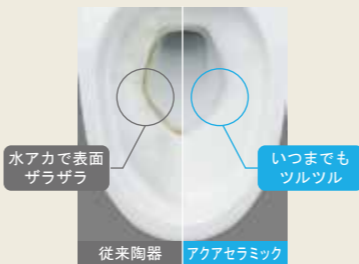 水アカで表面
ザラザラ
いつまでも
ツルツル
従来陶器
アクアセラミック